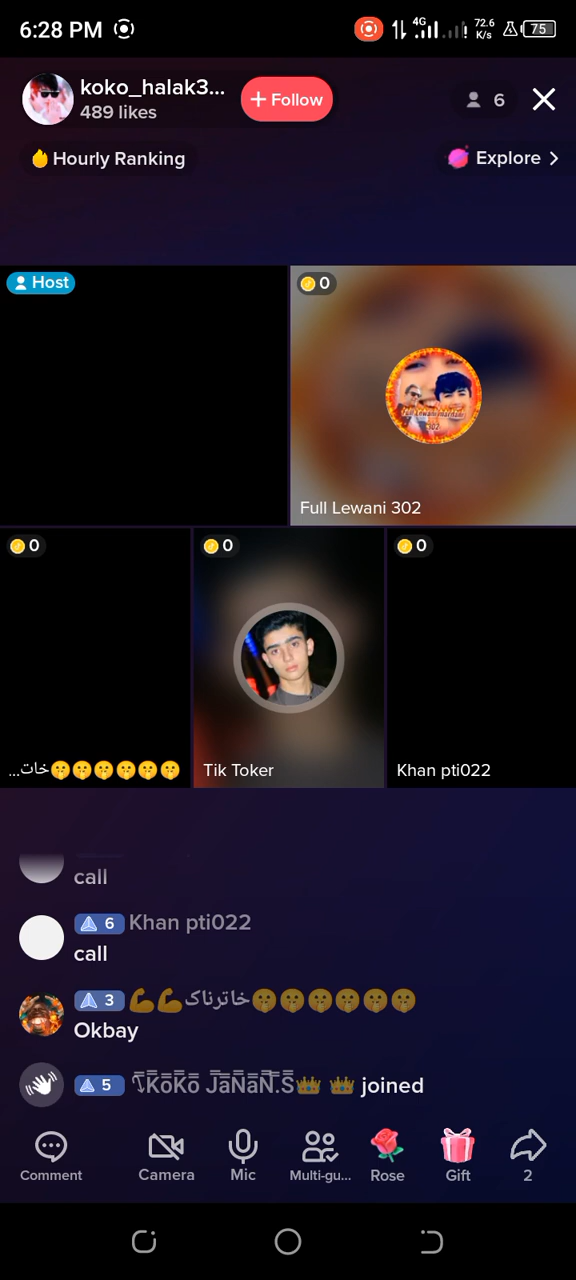 6:28 PM
4G
72.6
K/s
75
koko_halak3...
489 likes
+ Follow
6
Hourly Ranking
Explore >
Host
0
Full Lewani 302
0
0
0
خات...🤫🤫🤫🤫🤫🤫
Tik Toker
Khan pti022
call
6 Khan pti022
call
3 💪💪خاترناک🤫🤫🤫🤫🤫🤫
Okbay
5 K̅o̅K̅o̅ J̅a̅N̅a̅N̅.S̅👑 👑 joined
Comment
Camera
Mic
Multi-gu...
Rose
Gift
2